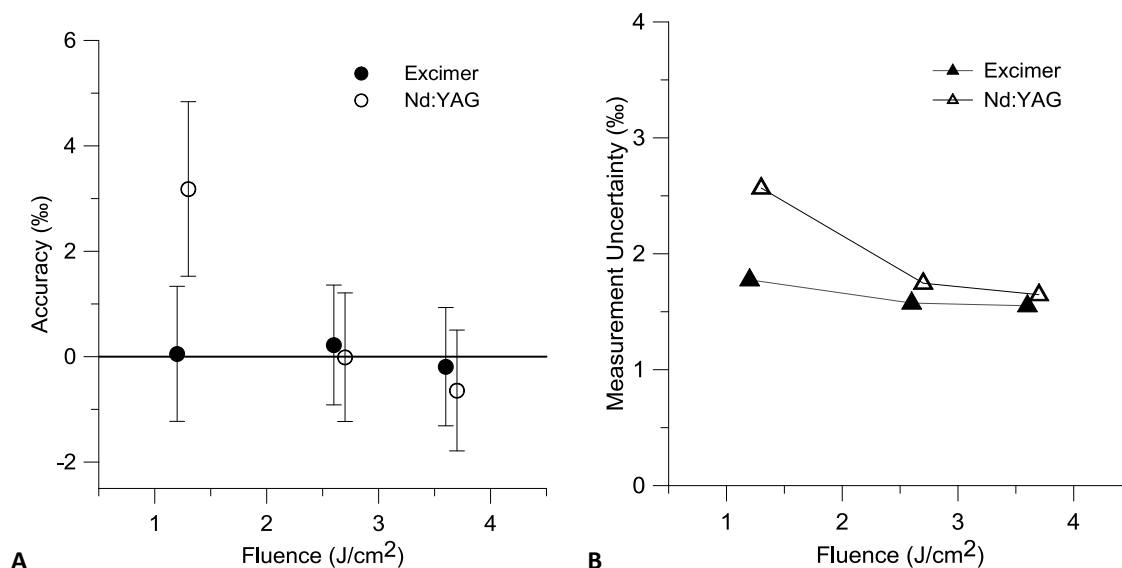 6
4
2
0
-2
Accuracy (‰)
Excimer
Nd:YAG
1 2 3 4
Fluence (J/cm²)
A
4
3
2
1
0
Measurement Uncertainty (‰)
Excimer
Nd:YAG
1 2 3 4
Fluence (J/cm²)
B